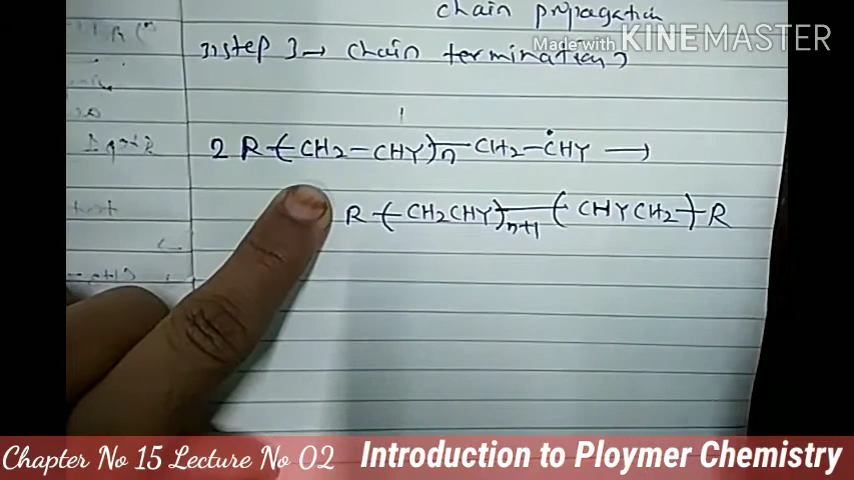 chain propagation
Made with KINEMASTER
3) step 3 → chain termination )
2 R-(CH2-CHY)n-CH2-ĊHY →
R-(CH2CHY)n+1-(CHYCH2)-R
Chapter No 15 Lecture No 02 Introduction to Ploymer Chemistry